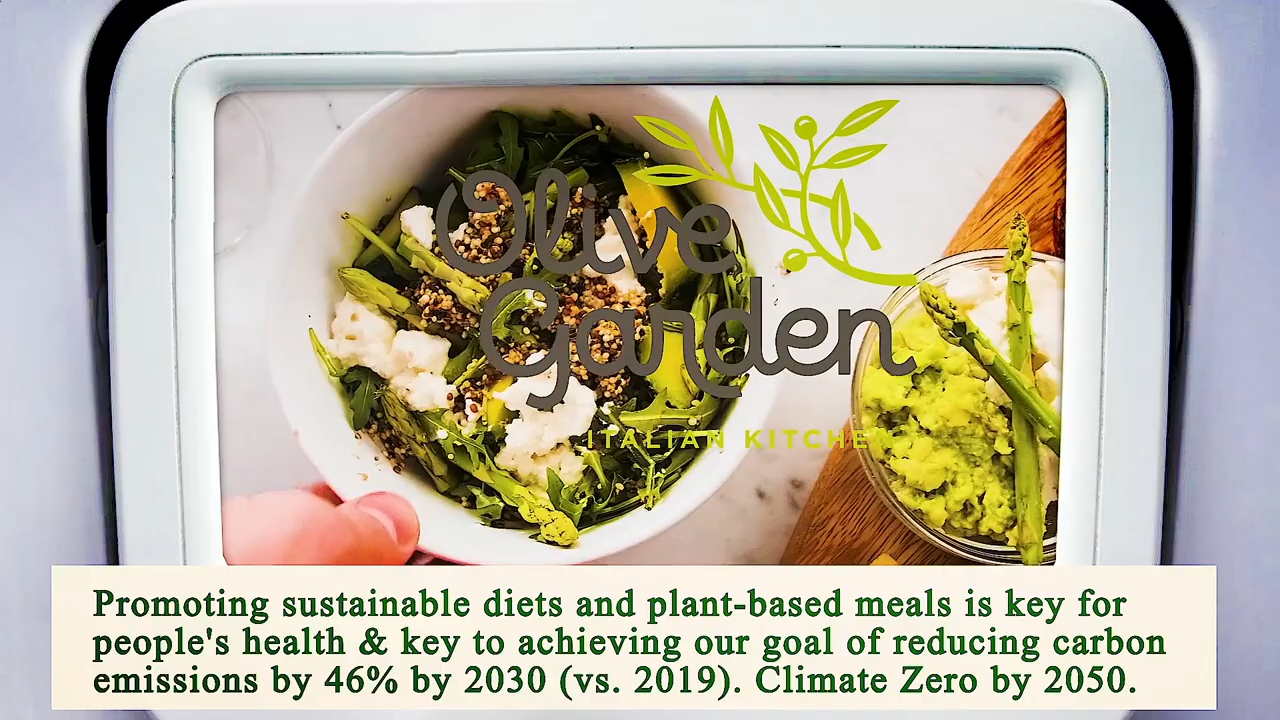 Olive
Garden
ITALIAN KITCHEN
Promoting sustainable diets and plant-based meals is key for
people's health & key to achieving our goal of reducing carbon
emissions by 46% by 2030 (vs. 2019). Climate Zero by 2050.